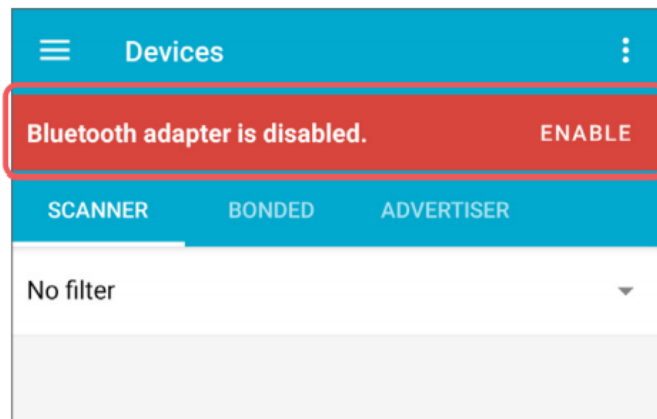 Devices
Bluetooth adapter is disabled. ENABLE
SCANNER BONDED ADVERTISER
No filter